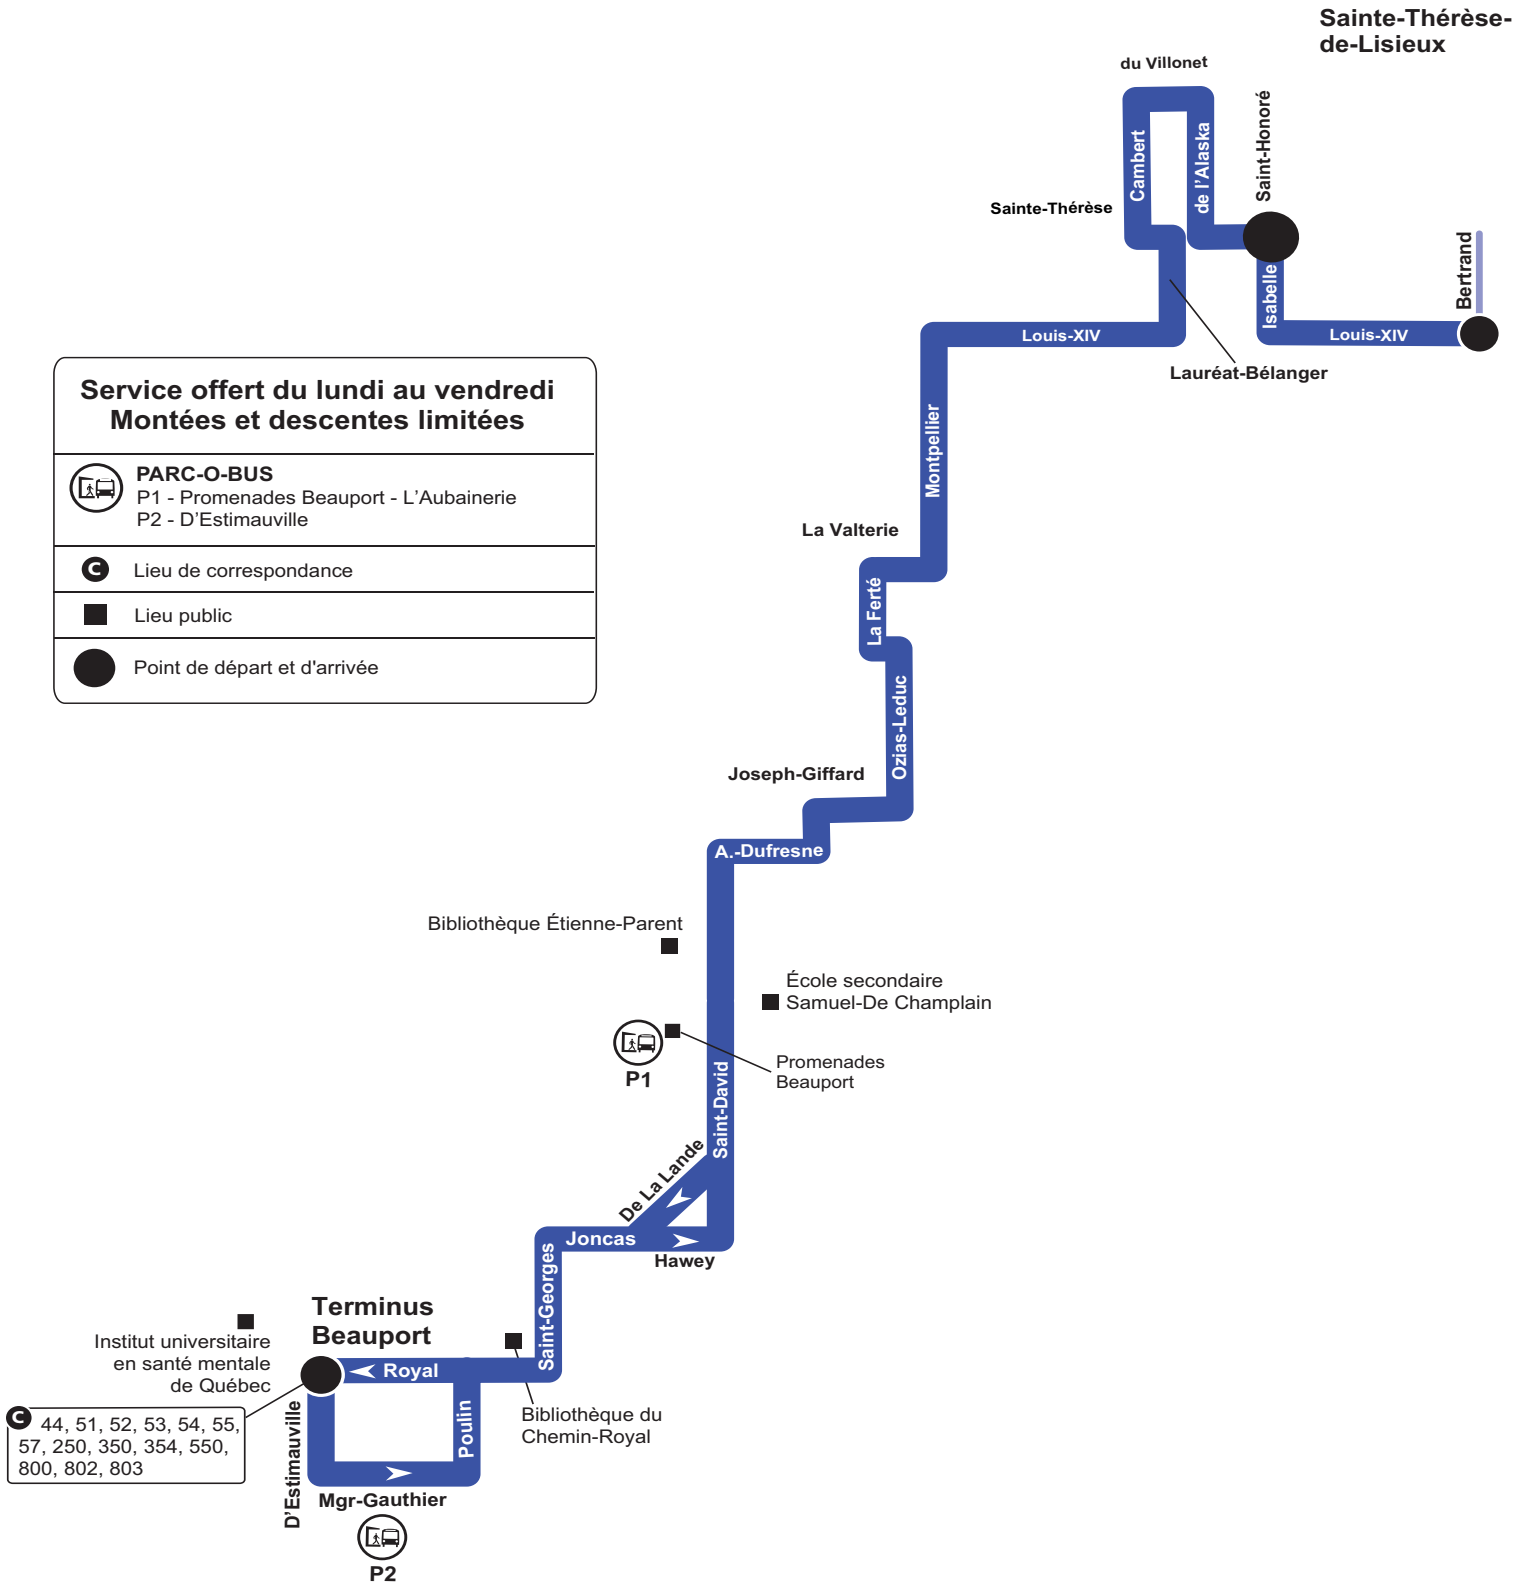 Sainte-Thérèse-
de-Lisieux
du Villonet
Saint-Honoré
Cambert
de l'Alaska
Sainte-Thérèse
Bertrand
Isabelle
Louis-XIV
Louis-XIV
Lauréat-Bélanger
Service offert du lundi au vendredi
Montées et descentes limitées
PARC-O-BUS
P1 - Promenades Beauport - L'Aubainerie
P2 - D'Estimauville
C Lieu de correspondance
Lieu public
Point de départ et d'arrivée
Montpellier
La Valterie
La Ferté
Ozias-Leduc
Joseph-Giffard
A.-Dufresne
Bibliothèque Étienne-Parent
École secondaire
Samuel-De Champlain
P1
Promenades
Beauport
Saint-David
De La Lande
Joncas
Hawey
Saint-Georges
Terminus
Beauport
Institut universitaire
en santé mentale
de Québec
Royal
Poulin
Bibliothèque du
Chemin-Royal
C 44, 51, 52, 53, 54, 55,
57, 250, 350, 354, 550,
800, 802, 803
D'Estimauville
Mgr-Gauthier
P2